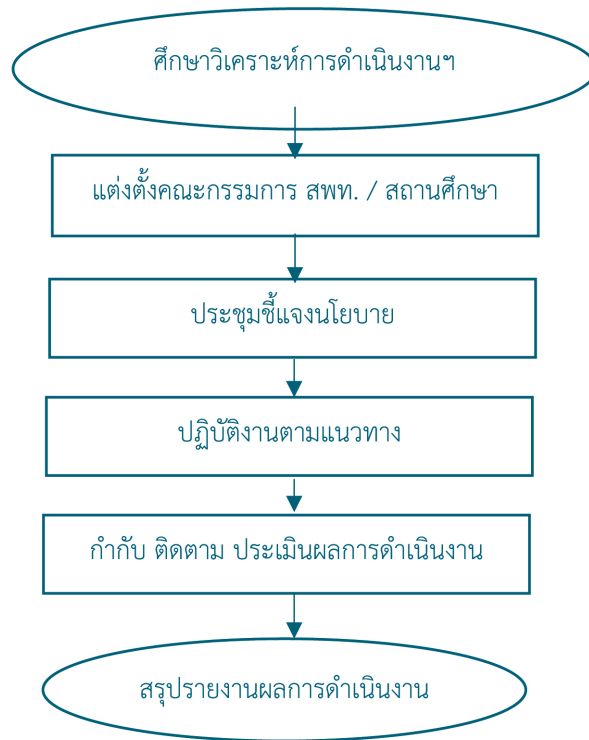 ศึกษาวิเคราะห์การดำเนินงานฯ
แต่งตั้งคณะกรรมการ สพท. / สถานศึกษา
ประชุมชี้แจงนโยบาย
ปฏิบัติงานตามแนวทาง
กำกับ ติดตาม ประเมินผลการดำเนินงาน
สรุปรายงานผลการดำเนินงาน